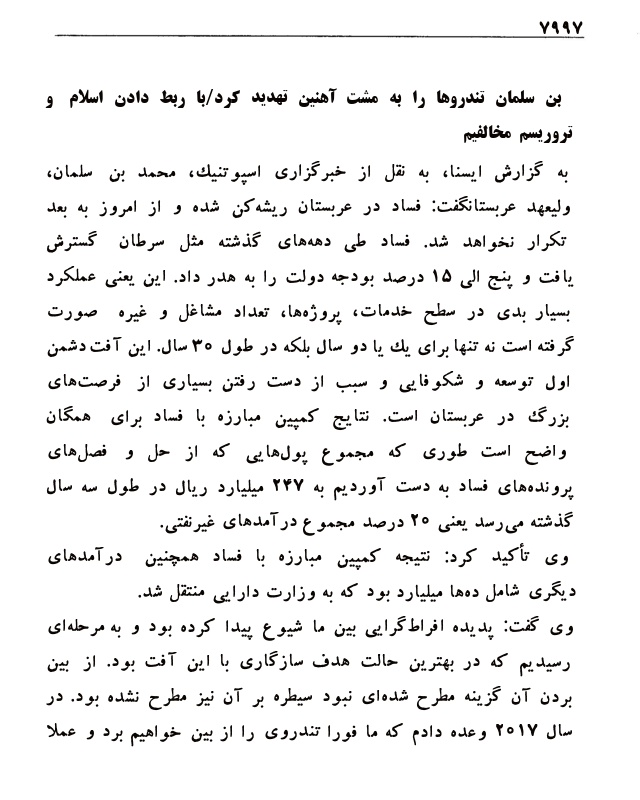 ۷۹۹۷
بن سلمان تندروها را به مشت آهنین تهدید کرد/با ربط دادن اسلام و
تروریسم مخالفیم
به گزارش ایسنا، به نقل از خبرگزاری اسپوتنیك، محمد بن سلمان،
ولیعهد عربستانگفت: فساد در عربستان ریشه‌کن شده و از امروز به بعد
تکرار نخواهد شد. فساد طی دهه‌های گذشته مثل سرطان گسترش
یافت و پنج الی ۱۵ درصد بودجه دولت را به هدر داد. این یعنی عملکرد
بسیار بدی در سطح خدمات، پروژه‌ها، تعداد مشاغل و غیره صورت
گرفته است نه تنها برای یك یا دو سال بلکه در طول ۳۰ سال. این آفت دشمن
اول توسعه و شکوفایی و سبب از دست رفتن بسیاری از فرصت‌های
بزرگ در عربستان است. نتایج کمپین مبارزه با فساد برای همگان
واضح است طوری که مجموع پول‌هایی که از حل و فصل‌های
پرونده‌های فساد به دست آوردیم به ۲۴۷ میلیارد ریال در طول سه سال
گذشته می‌رسد یعنی ۲۰ درصد مجموع درآمدهای غیرنفتی.
وی تأکید کرد: نتیجه کمپین مبارزه با فساد همچنین درآمدهای
دیگری شامل ده‌ها میلیارد بود که به وزارت دارایی منتقل شد.
وی گفت: پدیده افراط‌گرایی بین ما شیوع پیدا کرده بود و به مرحله‌ای
رسیدیم که در بهترین حالت هدف سازگاری با این آفت بود. از بین
بردن آن گزینه مطرح شده‌ای نبود سیطره بر آن نیز مطرح نشده بود. در
سال ۲۰۱۷ وعده دادم که ما فورا تندروی را از بین خواهیم برد و عملا